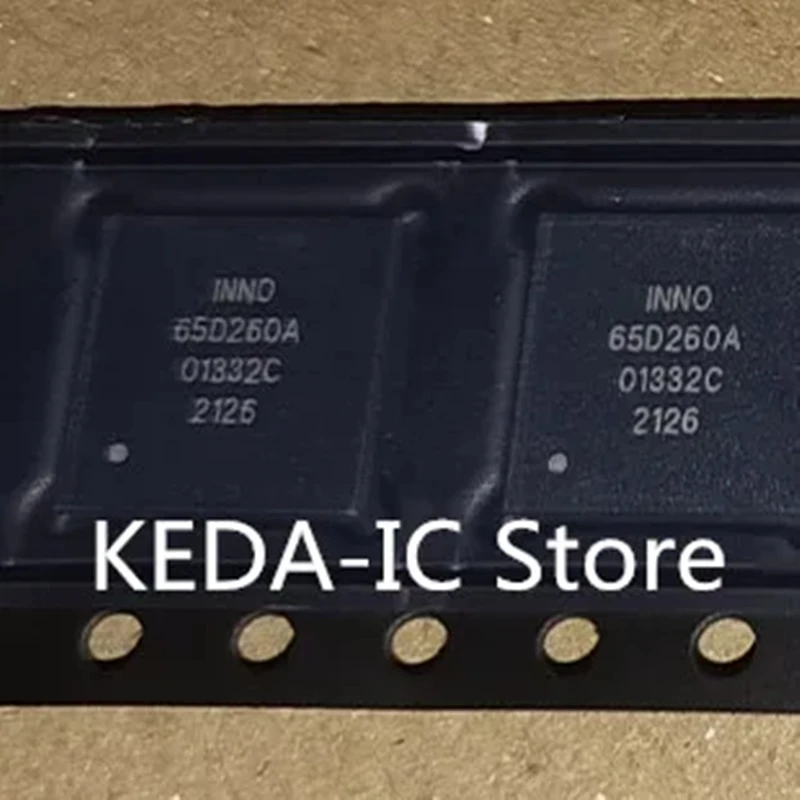 INNO
65D260A
01332C
2126
INNO
65D260A
01332C
2126
KEDA-IC Store